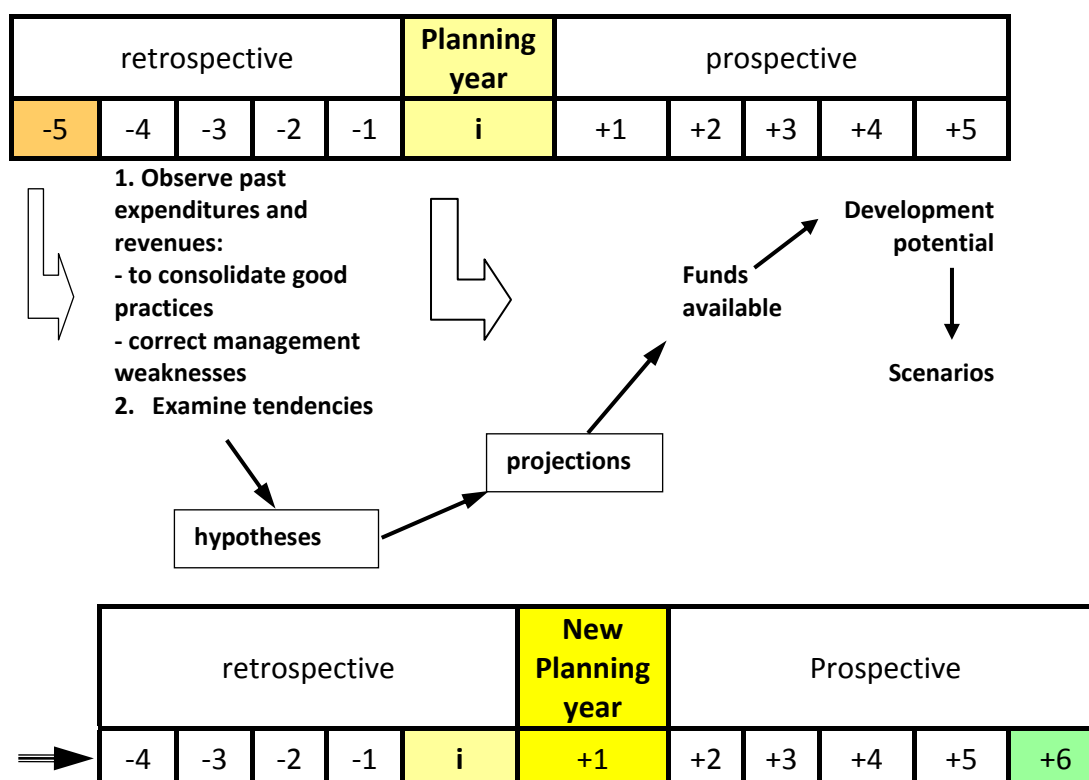 retrospective
Planning
year
prospective
-5 -4 -3 -2 -1 i +1 +2 +3 +4 +5
1. Observe past
expenditures and
revenues:
- to consolidate good
practices
- correct management
weaknesses
2. Examine tendencies
Development
potential
Funds
available
Scenarios
projections
hypotheses
retrospective
New
Planning
year
Prospective
-4 -3 -2 -1 i +1 +2 +3 +4 +5 +6